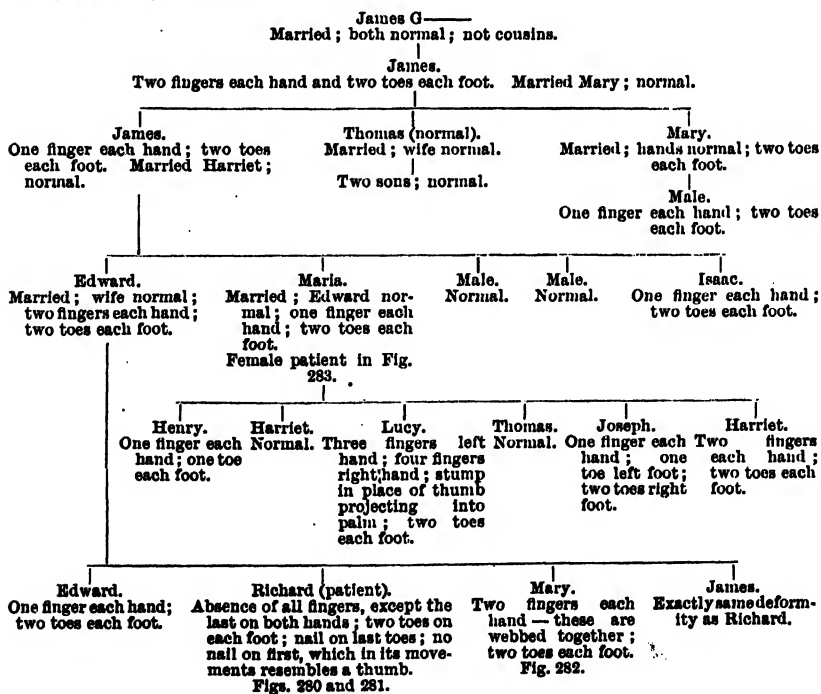 James G——
Married; both normal; not cousins.
James.
Two fingers each hand and two toes each foot. Married Mary; normal.
James.
One finger each hand; two toes
each foot. Married Harriet;
normal.
Thomas (normal).
Married; wife normal.
Two sons; normal.
Mary.
Married; hands normal; two toes
each foot.
Male.
One finger each hand; two toes
each foot.
Edward.
Married; wife normal;
two fingers each hand;
two toes each foot.
Maria.
Married; Edward nor-
mal; one finger each
hand; two toes each
foot.
Female patient in Fig.
283.
Male.
Normal.
Male.
Normal.
Isaac.
One finger each hand;
two toes each foot.
Henry.
One finger each
hand; one toe
each foot.
Harriet.
Normal.
Lucy.
Three fingers left
hand; four fingers
right hand; stump
in place of thumb
projecting into
palm; two toes
each foot.
Thomas.
Normal.
Joseph.
One finger each
hand; one
toe left foot;
two toes right
foot.
Harriet.
Two fingers
each hand;
two toes each
foot.
Edward.
One finger each hand;
two toes each foot.
Richard (patient).
Absence of all fingers, except the
last on both hands; two toes on
each foot; nail on last toes; no
nail on first, which in its move-
ments resembles a thumb.
Figs. 280 and 281.
Mary.
Two fingers each
hand — these are
webbed together;
two toes each foot.
Fig. 282.
James.
Exactly same deform-
ity as Richard.